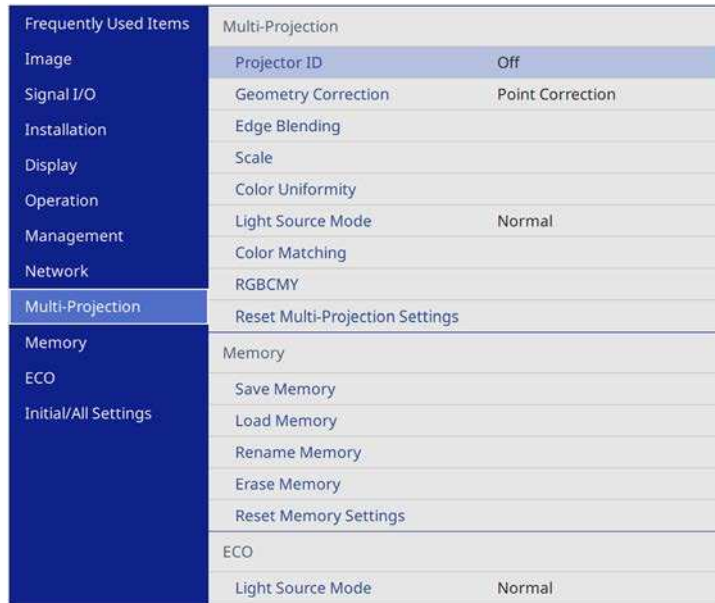 Frequently Used Items
Image
Signal I/O
Installation
Display
Operation
Management
Network
Multi-Projection
Memory
ECO
Initial/All Settings
Multi-Projection
Projector ID Off
Geometry Correction Point Correction
Edge Blending
Scale
Color Uniformity
Light Source Mode Normal
Color Matching
RGBCMY
Reset Multi-Projection Settings
Memory
Save Memory
Load Memory
Rename Memory
Erase Memory
Reset Memory Settings
ECO
Light Source Mode Normal